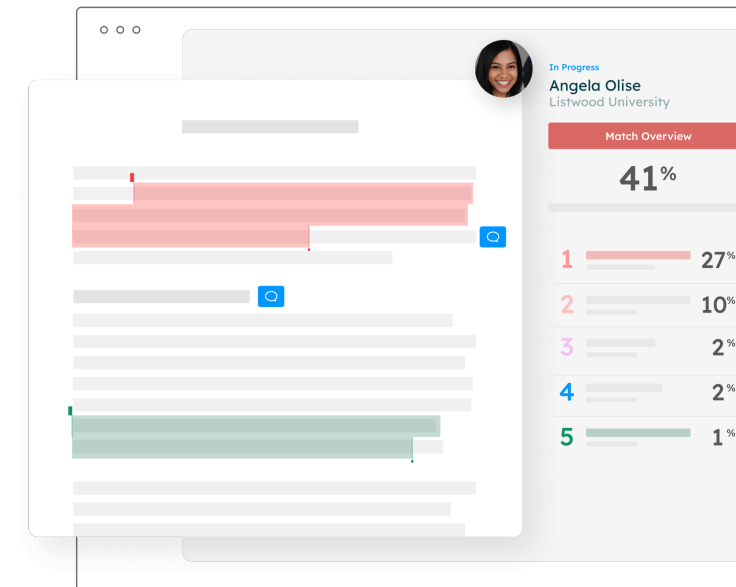 In Progress
Angela Olise
Listwood University
Match Overview
41%
1 27%
2 10%
3 2%
4 2%
5 1%